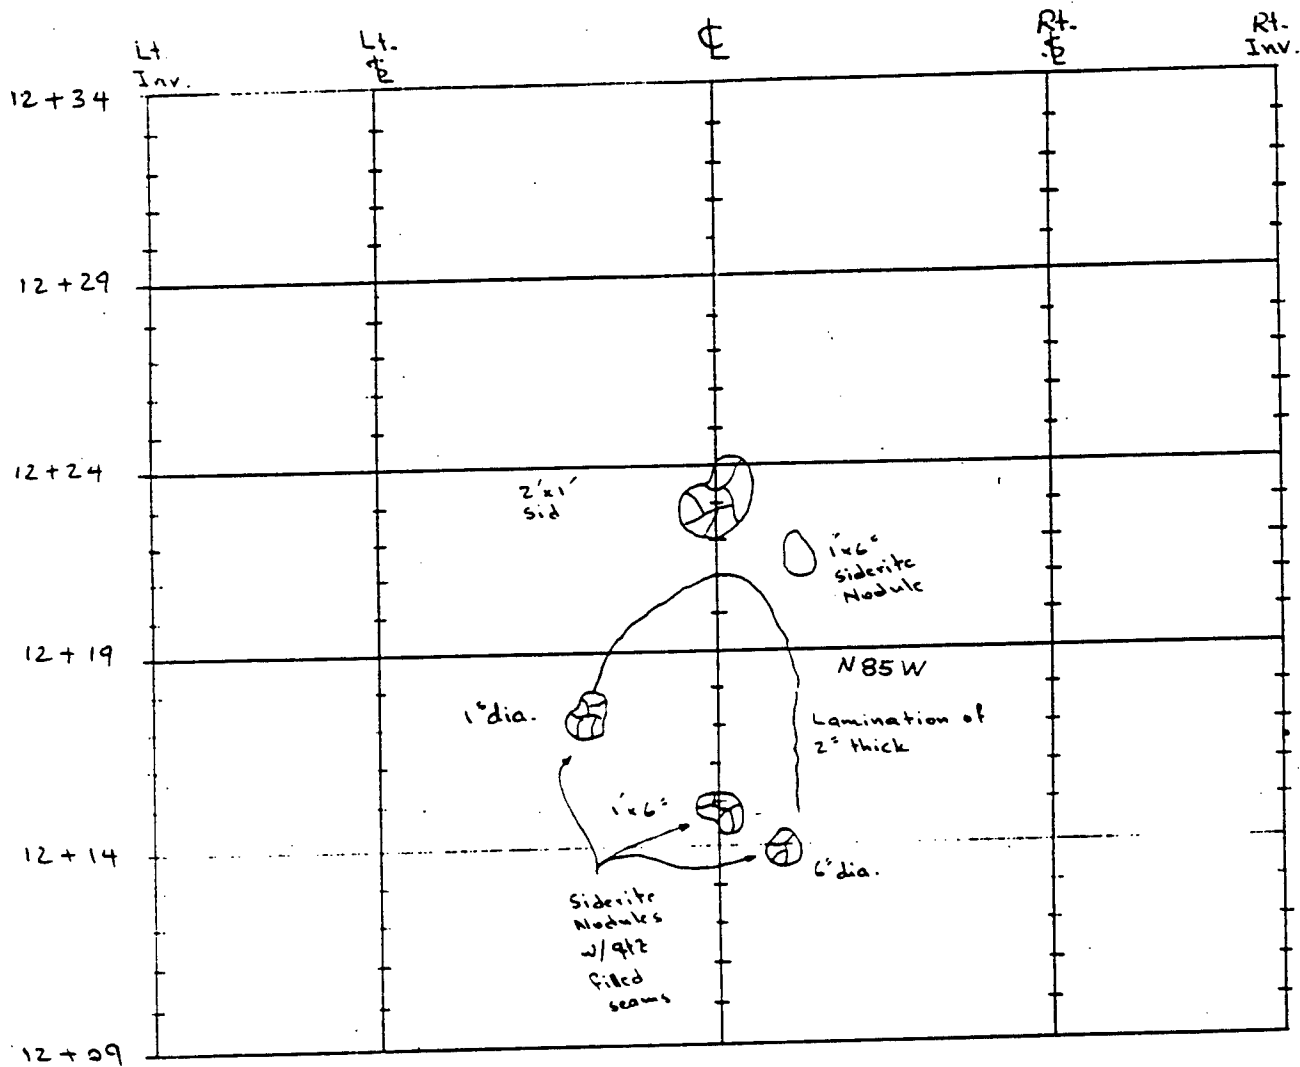 Lt.
Inv.
Lt.
℄
℄
Rt.
℄
Rt.
Inv.
12 + 34
12 + 29
12 + 24
2'x1'
Sid
1'x6"
Siderite
Nodule
12 + 19
N 85 W
1" dia.
Lamination of
2" thick
1'x6"
12 + 14
6" dia.
Siderite
Nodules
w/ qtz
filled
seams
12 + 09